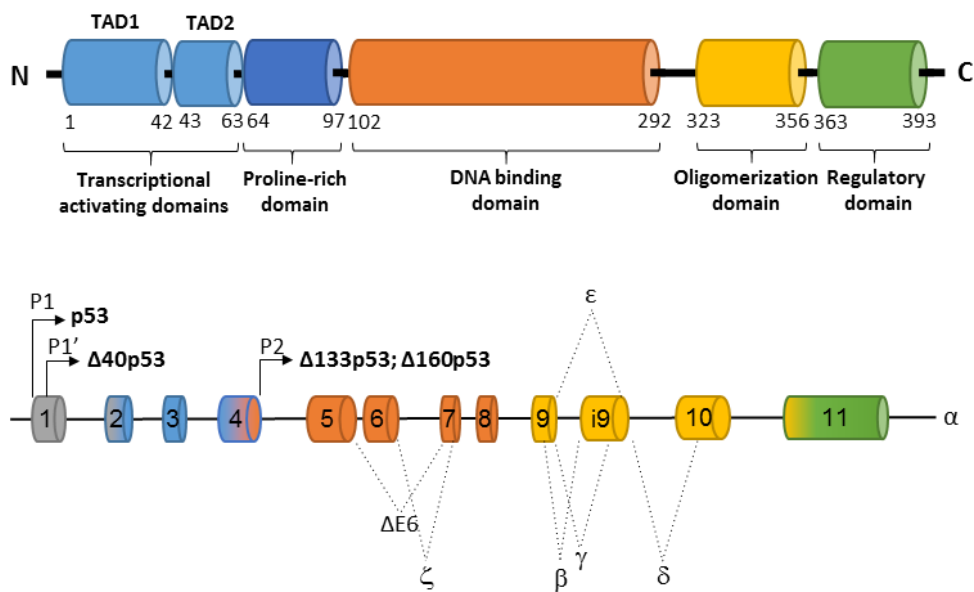 TAD1 TAD2
N C
1 42 43 63 64 97 102 292 323 356 363 393
Transcriptional activating domains
Proline-rich domain
DNA binding domain
Oligomerization domain
Regulatory domain
ε
P1 p53
P1’ Δ40p53
P2 Δ133p53; Δ160p53
1 2 3 4 5 6 7 8 9 i9 10 11 α
ΔE6
ζ β γ δ